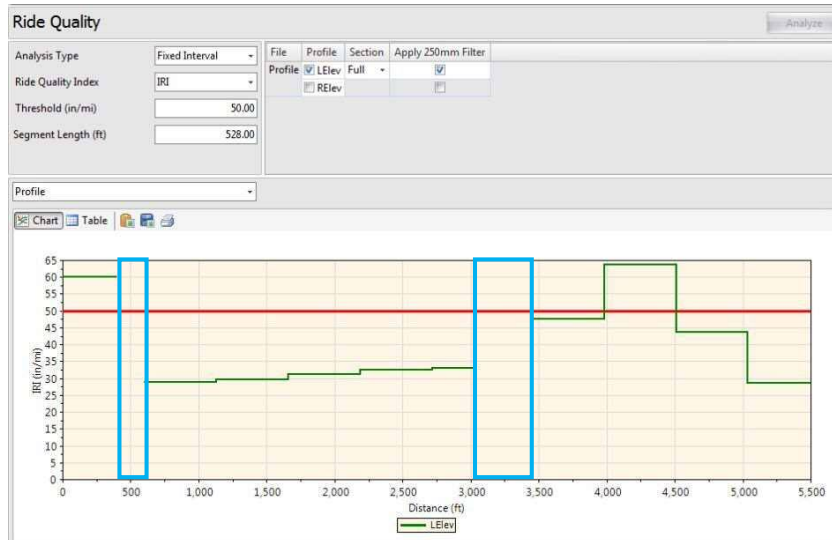 Ride Quality
Analyze
Analysis Type Fixed Interval
Ride Quality Index IRI
Threshold (in/mi) 50.00
Segment Length (ft) 528.00
File Profile Section Apply 250mm Filter
Profile LElev Full
RElev
Profile
Chart Table
65
60
55
50
45
40
35
30
25
20
15
10
5
0
IRI (in/mi)
0 500 1,000 1,500 2,000 2,500 3,000 3,500 4,000 4,500 5,000 5,500
Distance (ft)
LElev